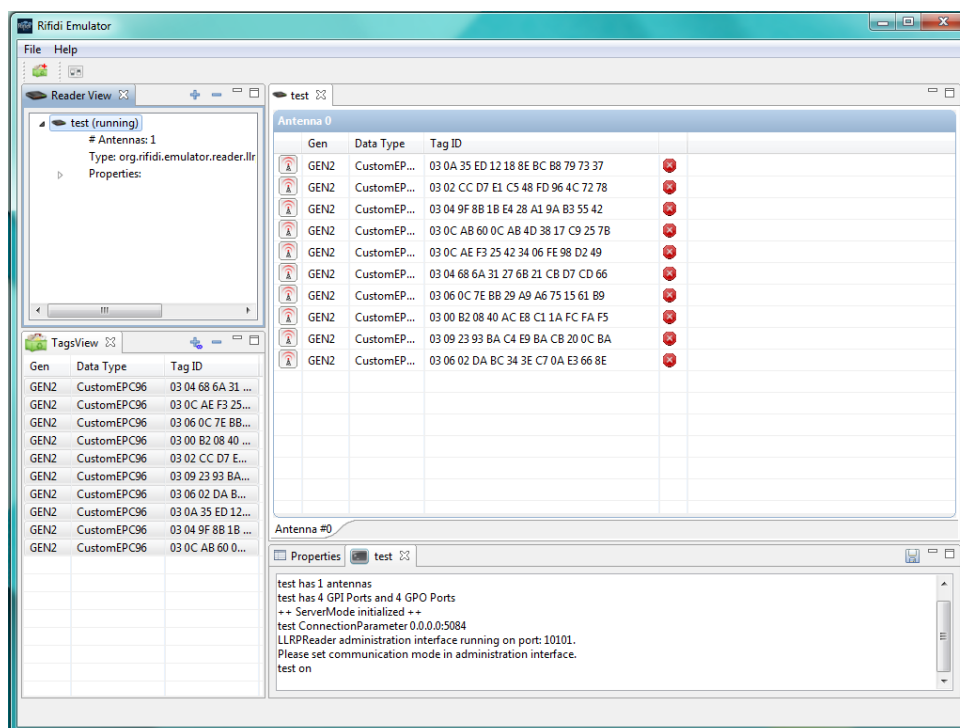 Rifidi Emulator
File Help
Reader View
test (running)
# Antennas: 1
Type: org.rifidi.emulator.reader.llr
Properties:
TagsView
Gen Data Type Tag ID
GEN2 CustomEPC96 03 04 68 6A 31 ...
GEN2 CustomEPC96 03 0C AE F3 25...
GEN2 CustomEPC96 03 06 0C 7E BB...
GEN2 CustomEPC96 03 00 B2 08 40 ...
GEN2 CustomEPC96 03 02 CC D7 E...
GEN2 CustomEPC96 03 09 23 93 BA...
GEN2 CustomEPC96 03 06 02 DA B...
GEN2 CustomEPC96 03 0A 35 ED 12...
GEN2 CustomEPC96 03 04 9F 8B 1B ...
GEN2 CustomEPC96 03 0C AB 60 0...
test
Antenna 0
Gen Data Type Tag ID
GEN2 CustomEP... 03 0A 35 ED 12 18 8E BC B8 79 73 37
GEN2 CustomEP... 03 02 CC D7 E1 C5 48 FD 96 4C 72 78
GEN2 CustomEP... 03 04 9F 8B 1B E4 28 A1 9A B3 55 42
GEN2 CustomEP... 03 0C AB 60 0C AB 4D 38 17 C9 25 7B
GEN2 CustomEP... 03 0C AE F3 25 42 34 06 FE 98 D2 49
GEN2 CustomEP... 03 04 68 6A 31 27 6B 21 CB D7 CD 66
GEN2 CustomEP... 03 06 0C 7E BB 29 A9 A6 75 15 61 B9
GEN2 CustomEP... 03 00 B2 08 40 AC E8 C1 1A FC FA F5
GEN2 CustomEP... 03 09 23 93 BA C4 E9 BA CB 20 0C BA
GEN2 CustomEP... 03 06 02 DA BC 34 3E C7 0A E3 66 8E
Antenna #0
Properties test
test has 1 antennas
test has 4 GPI Ports and 4 GPO Ports
++ ServerMode initialized ++
test ConnectionParameter 0.0.0.0:5084
LLRPReader administration interface running on port: 10101.
Please set communication mode in administration interface.
test on